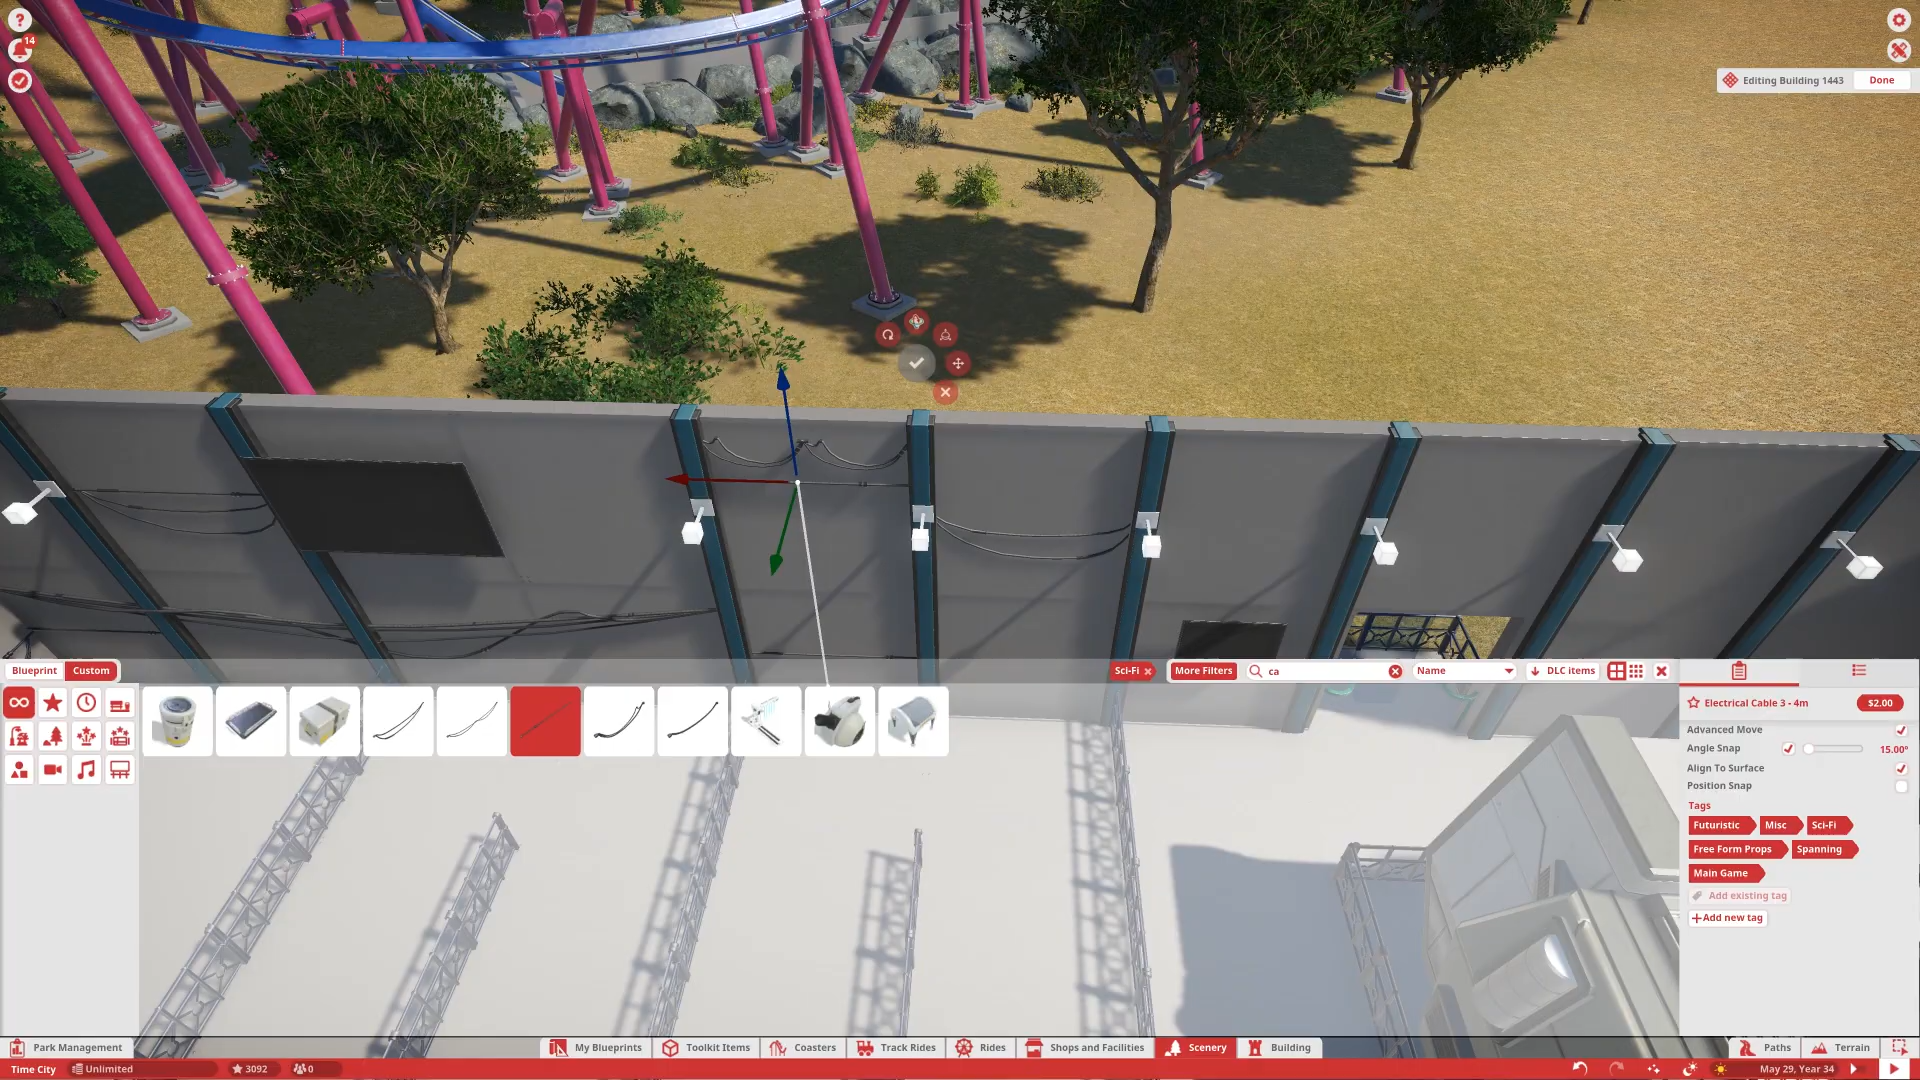 ?
14
Editing Building 1443 Done
Blueprint Custom
Sci-Fi × More Filters ca Name DLC items
Electrical Cable 3 - 4m $2.00
Advanced Move
Angle Snap 15.00°
Align To Surface
Position Snap
Tags
Futuristic Misc Sci-Fi
Free Form Props Spanning
Main Game
Add existing tag
+Add new tag
Park Management My Blueprints Toolkit Items Coasters Track Rides Rides Shops and Facilities Scenery Building Paths Terrain
Time City Unlimited 3092 0 May 29, Year 34